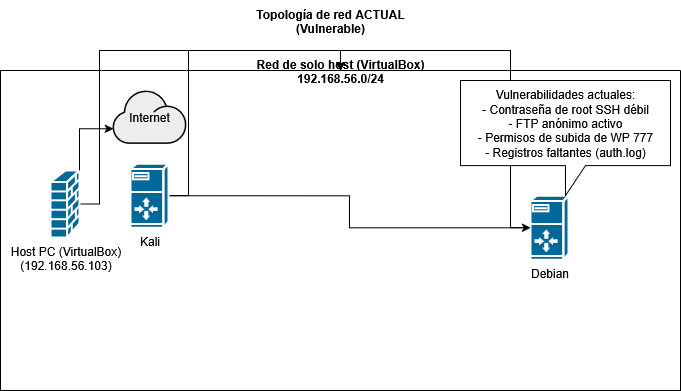 Topología de red ACTUAL
(Vulnerable)
Red de solo host (VirtualBox)
192.168.56.0/24
Vulnerabilidades actuales:
- Contraseña de root SSH débil
- FTP anónimo activo
- Permisos de subida de WP 777
- Registros faltantes (auth.log)
Internet
Host PC (VirtualBox)
(192.168.56.103)
Kali
Debian